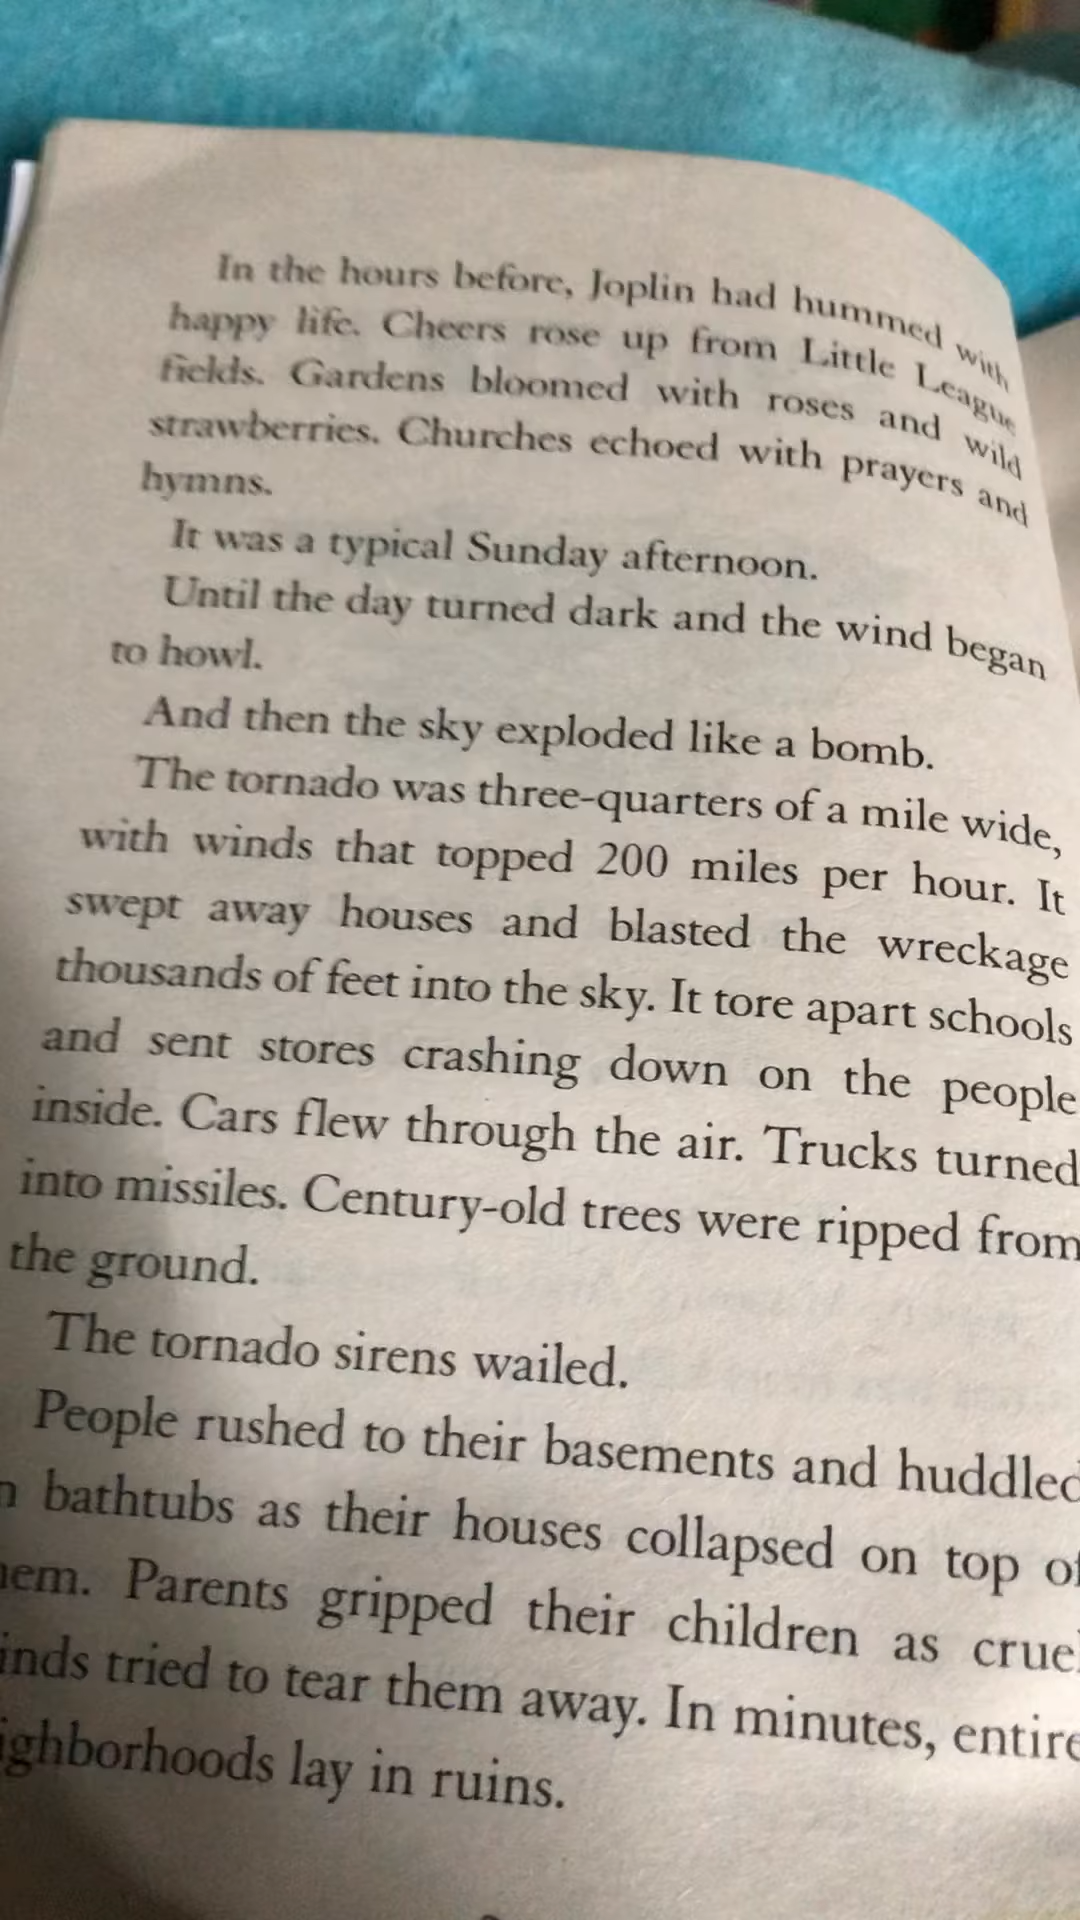 In the hours before, Joplin had hummed with
happy life. Cheers rose up from Little League
fields. Gardens bloomed with roses and wild
strawberries. Churches echoed with prayers and
hymns.
It was a typical Sunday afternoon.
Until the day turned dark and the wind began
to howl.
And then the sky exploded like a bomb.
The tornado was three-quarters of a mile wide,
with winds that topped 200 miles per hour. It
swept away houses and blasted the wreckage
thousands of feet into the sky. It tore apart schools
and sent stores crashing down on the people
inside. Cars flew through the air. Trucks turned
into missiles. Century-old trees were ripped from
the ground.
The tornado sirens wailed.
People rushed to their basements and huddled
n bathtubs as their houses collapsed on top of
hem. Parents gripped their children as cruel
inds tried to tear them away. In minutes, entire
ighborhoods lay in ruins.